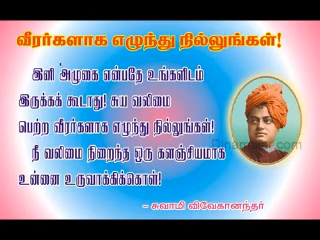 வீரர்களாக எழுந்து நில்லுங்கள்!
இனி அழுகை என்பதே உங்களிடம்
இருக்கக் கூடாது! சுய வலிமை
பெற்ற வீரர்களாக எழுந்து நில்லுங்கள்!
நீ வலிமை நிறைந்த ஒரு களஞ்சியமாக
உன்னை உருவாக்கிக்கொள்!
- சுவாமி விவேகானந்தர்